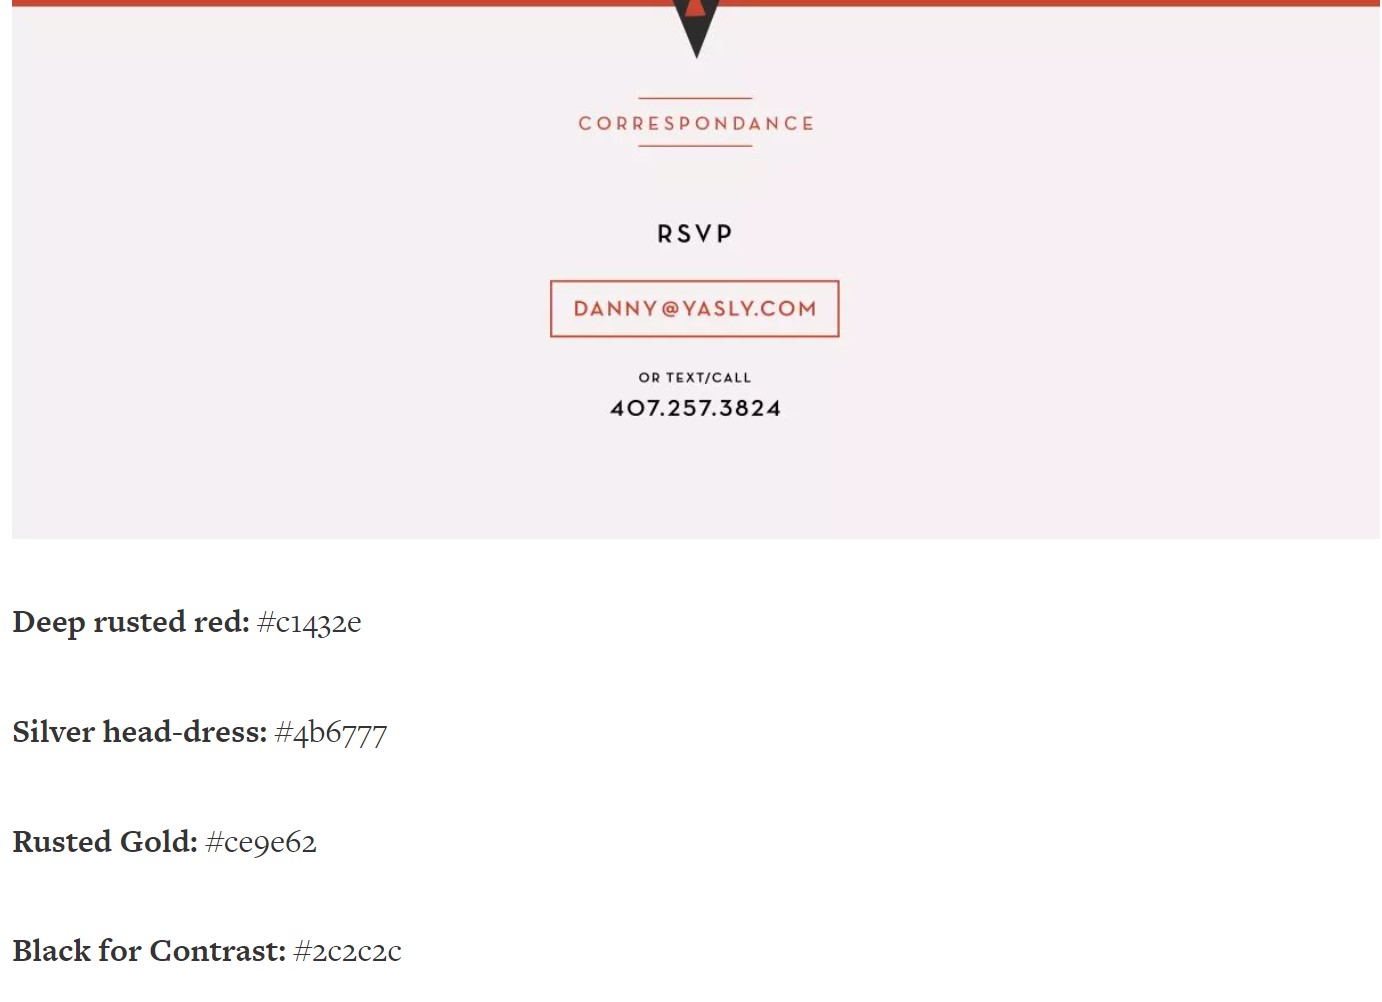 CORRESPONDANCE
RSVP
DANNY@YASLY.COM
OR TEXT/CALL
407.257.3824
Deep rusted red: #c1432e
Silver head-dress: #4b6777
Rusted Gold: #ce9e62
Black for Contrast: #2c2c2c